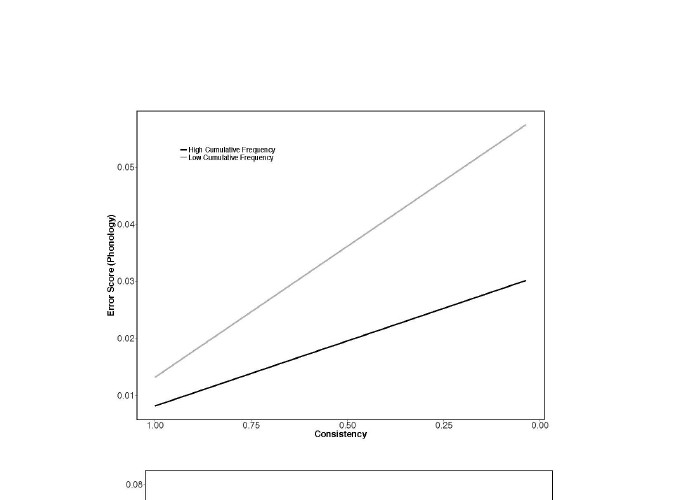 High Cumulative Frequency
Low Cumulative Frequency
0.05
0.04
0.03
0.02
0.01
Error Score (Phonology)
1.00 0.75 0.50 0.25 0.00
Consistency
0.08